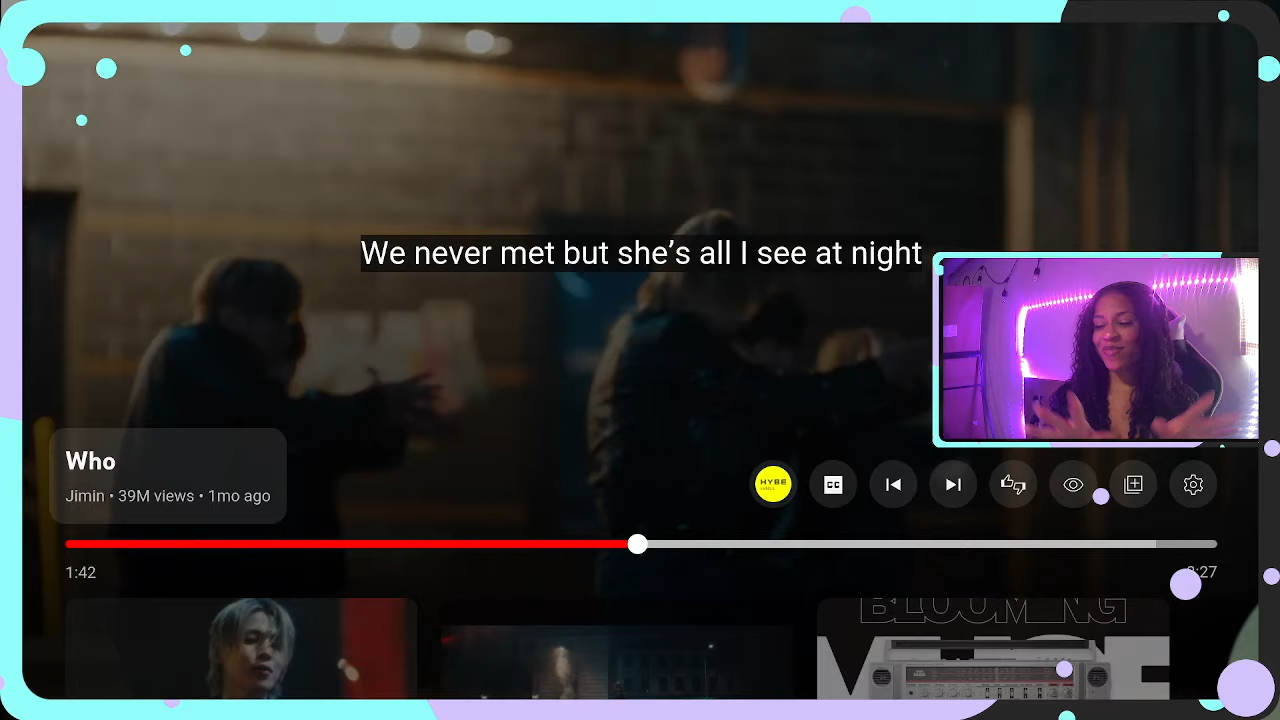 We never met but she’s all I see at night
Who
Jimin • 39M views • 1mo ago
HYBE
LABELS
CC
1:42
3:27
BLOOMING